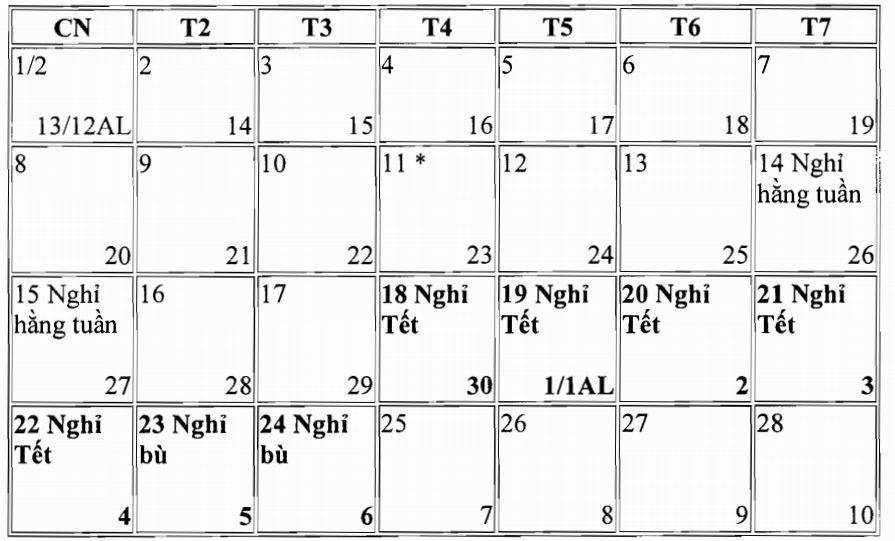 CN T2 T3 T4 T5 T6 T7
1/2 2 3 4 5 6 7
13/12AL 14 15 16 17 18 19
8 9 10 11 * 12 13 14 Nghỉ
hằng tuần
20 21 22 23 24 25 26
15 Nghỉ 16 17 18 Nghỉ 19 Nghỉ 20 Nghỉ 21 Nghỉ
hằng tuần Tết Tết Tết Tết
27 28 29 30 1/1AL 2 3
22 Nghỉ 23 Nghỉ 24 Nghỉ 25 26 27 28
Tết bù bù
4 5 6 7 8 9 10